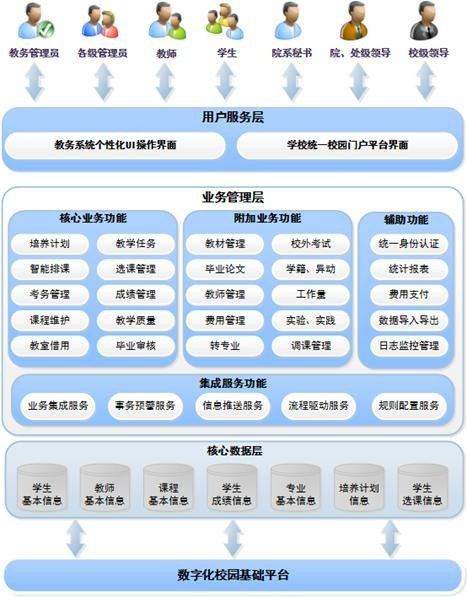 教务管理员 各级管理员 教师 学生 院系秘书 院、处级领导 校级领导
用户服务层
教务系统个性化UI操作界面 学校统一校园门户平台界面
业务管理层
核心业务功能 附加业务功能 辅助功能
培养计划 教学任务 教材管理 校外考试 统一身份认证
智能排课 选课管理 毕业论文 学籍、异动 统计报表
考务管理 成绩管理 教师管理 工作量 费用支付
课程维护 教学质量 费用管理 实验、实践 数据导入导出
教室借用 毕业审核 转专业 调课管理 日志监控管理
集成服务功能
业务集成服务 事务预警服务 信息推送服务 流程驱动服务 规则配置服务
核心数据层
学生 教师 课程 学生 专业 培养计划 学生
基本信息 基本信息 基本信息 成绩信息 基本信息 信息 选课信息
数字化校园基础平台